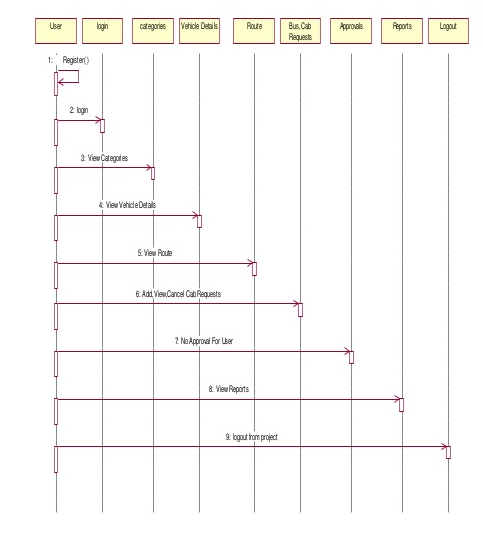 User
login
categories
Vehicle Details
Route
Bus,Cab
Requests
Approvals
Reports
Logout
1: Register()
2: login
3: View Categories
4: View Vehicle Details
5: View Route
6: Add,View,Cancel Cab Requests
7: No Approval For User
8: View Reports
9: logout from project